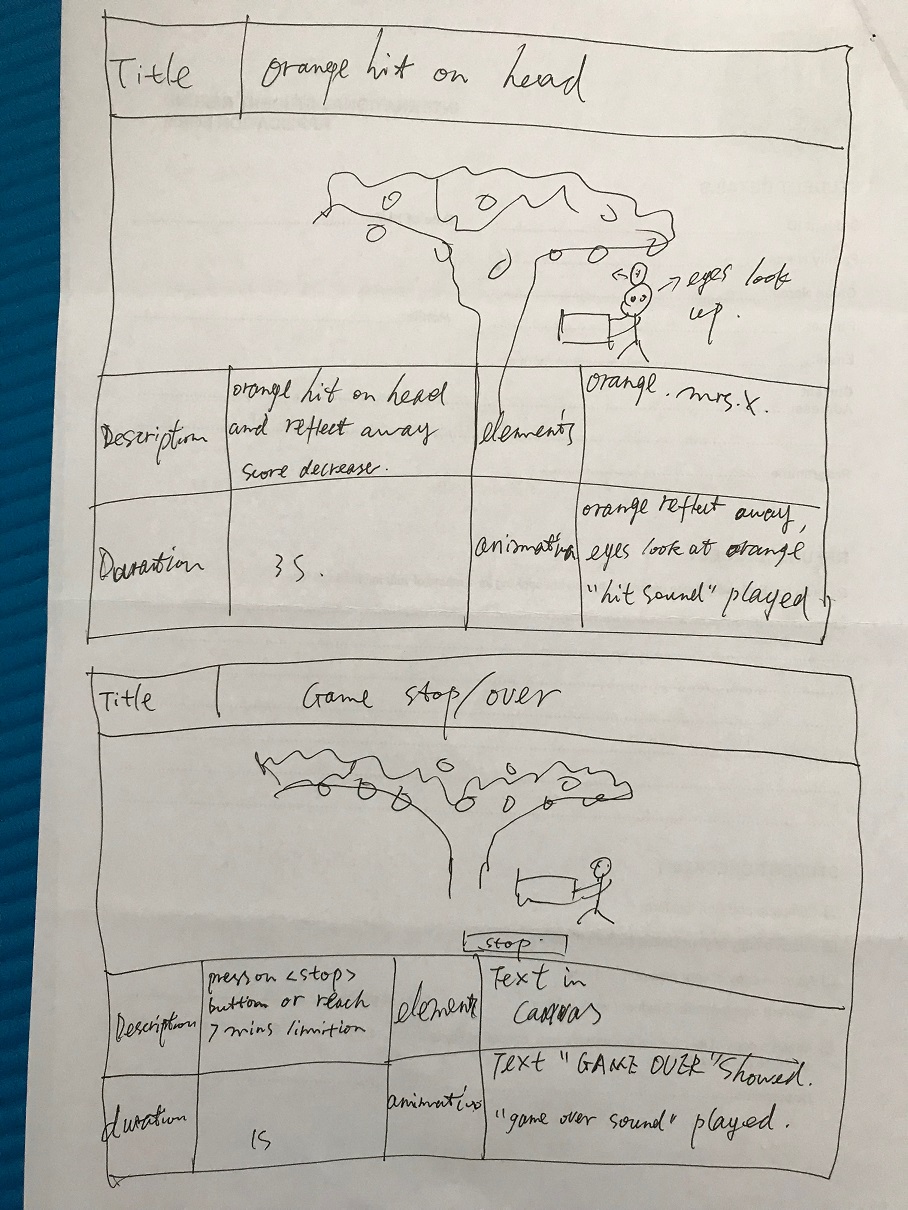 Title
orange hit on head
eyes look
up.
Description
orange hit on head
and reflect away
score decrease.
elements
orange. mrs.X.
Duration
3S.
animation
orange reflect away,
eyes look at orange
"hit sound" played
Title
Game stop/over
stop
Description
press on <stop>
button or reach
7 mins limition
element
Text in
canvas
duration
1S
animation
Text "GAME OVER" showed.
"game over sound" played.